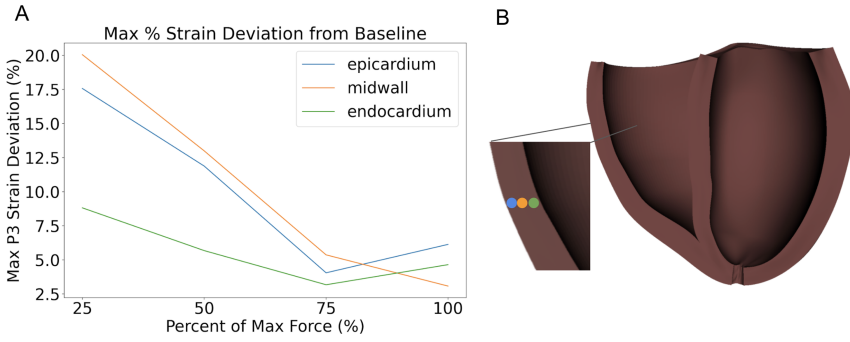 A
Max % Strain Deviation from Baseline
Max P3 Strain Deviation (%)
20.0
17.5
15.0
12.5
10.0
7.5
5.0
2.5
epicardium
midwall
endocardium
25
50
75
100
Percent of Max Force (%)
B